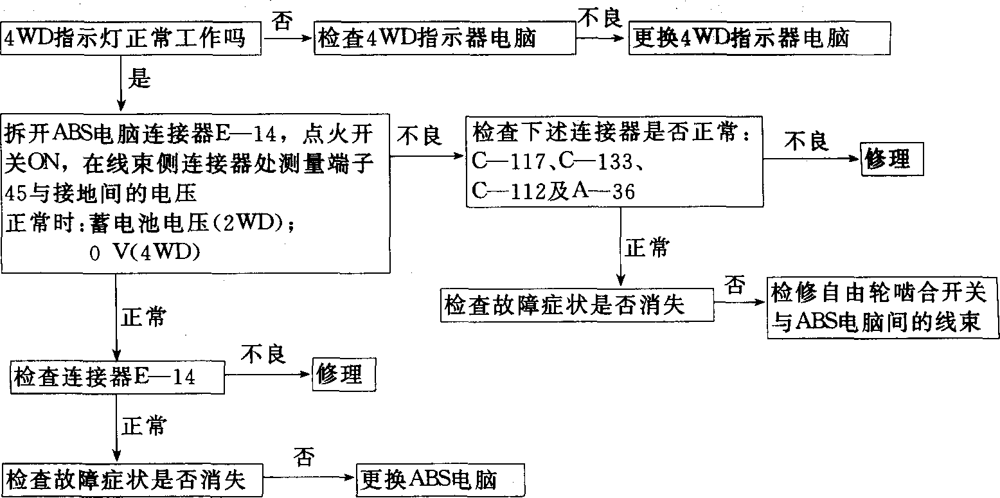 4WD指示灯正常工作吗
否
检查4WD指示器电脑
不良
更换4WD指示器电脑
是
拆开ABS电脑连接器E—14，点火开
关ON，在线束侧连接器处测量端子
45与接地间的电压
正常时：蓄电池电压(2WD)；
0 V(4WD)
不良
检查下述连接器是否正常：
C—117、C—133、
C—112及A—36
不良
修理
正常
检查故障症状是否消失
否
检修自由轮啮合开关
与ABS电脑间的线束
正常
检查连接器E—14
不良
修理
正常
检查故障症状是否消失
否
更换ABS电脑